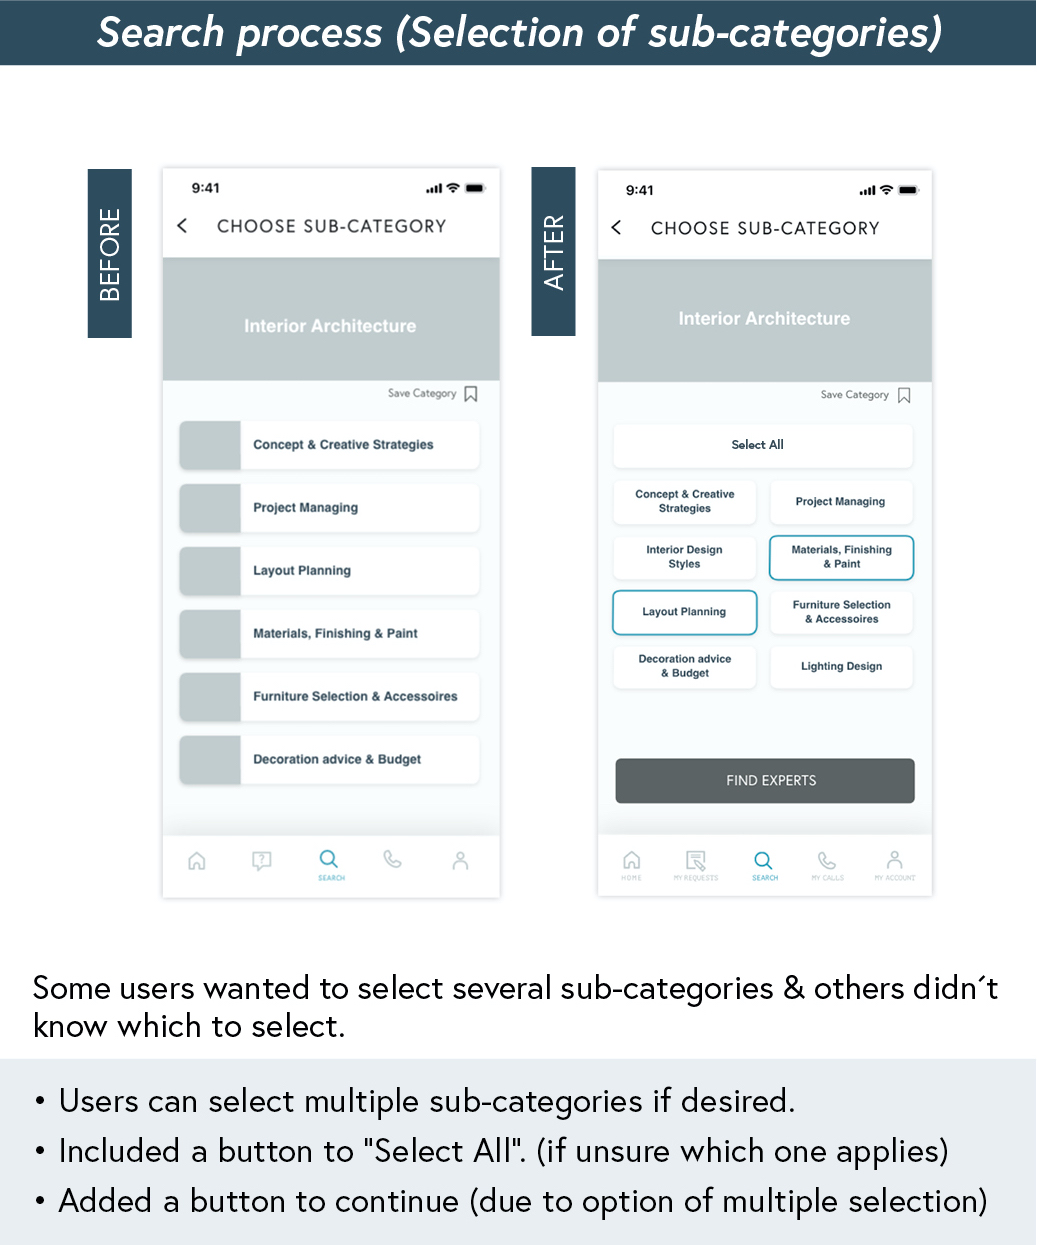 Search process (Selection of sub-categories)
BEFORE
9:41
CHOOSE SUB-CATEGORY
Interior Architecture
Save Category
Concept & Creative Strategies
Project Managing
Layout Planning
Materials, Finishing & Paint
Furniture Selection & Accessoires
Decoration advice & Budget
?
SEARCH
AFTER
9:41
CHOOSE SUB-CATEGORY
Interior Architecture
Save Category
Select All
Concept & Creative
Strategies
Project Managing
Interior Design
Styles
Materials, Finishing
& Paint
Layout Planning
Furniture Selection
& Accessoires
Decoration advice
& Budget
Lighting Design
FIND EXPERTS
HOME
MY REQUESTS
SEARCH
MY CALLS
MY ACCOUNT
Some users wanted to select several sub-categories & others didn´t
know which to select.
• Users can select multiple sub-categories if desired.
• Included a button to "Select All". (if unsure which one applies)
• Added a button to continue (due to option of multiple selection)